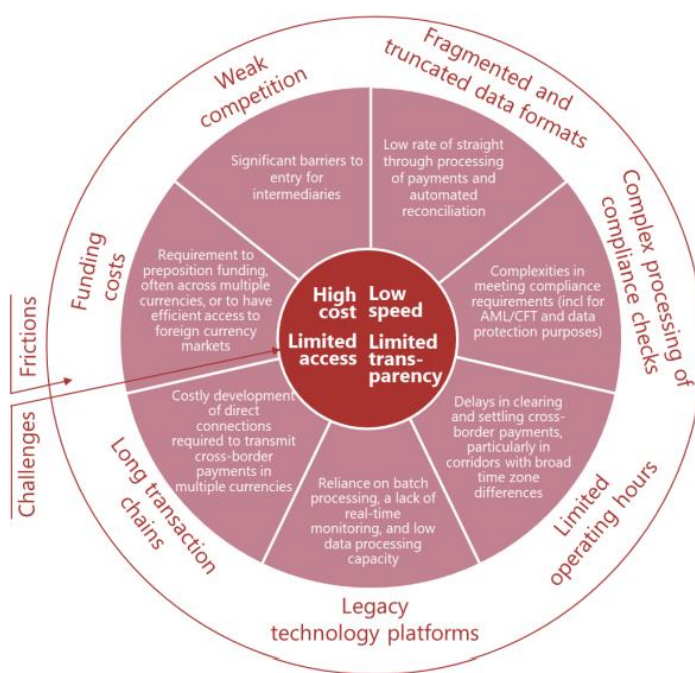 Weak
competition
Significant barriers to
entry for
intermediaries
Fragmented and
truncated data formats
Low rate of straight
through processing
of payments and
automated
reconciliation
Complex processing of
compliance checks
Complexities in
meeting compliance
requirements (incl for
AML/CFT and data
protection purposes)
Limited
operating hours
Delays in clearing
and settling cross-
border payments,
particularly in
corridors with broad
time zone
differences
Legacy
technology platforms
Reliance on batch
processing, a lack of
real-time
monitoring, and low
data processing
capacity
Long transaction
chains
Costly development
of direct
connections
required to transmit
cross-border
payments in
multiple currencies
Funding
costs
Requirement to
preposition funding,
often across multiple
currencies, or to have
efficient access to
foreign currency
markets
High
cost
Low
speed
Limited
access
Limited
trans-
parency
Frictions
Challenges